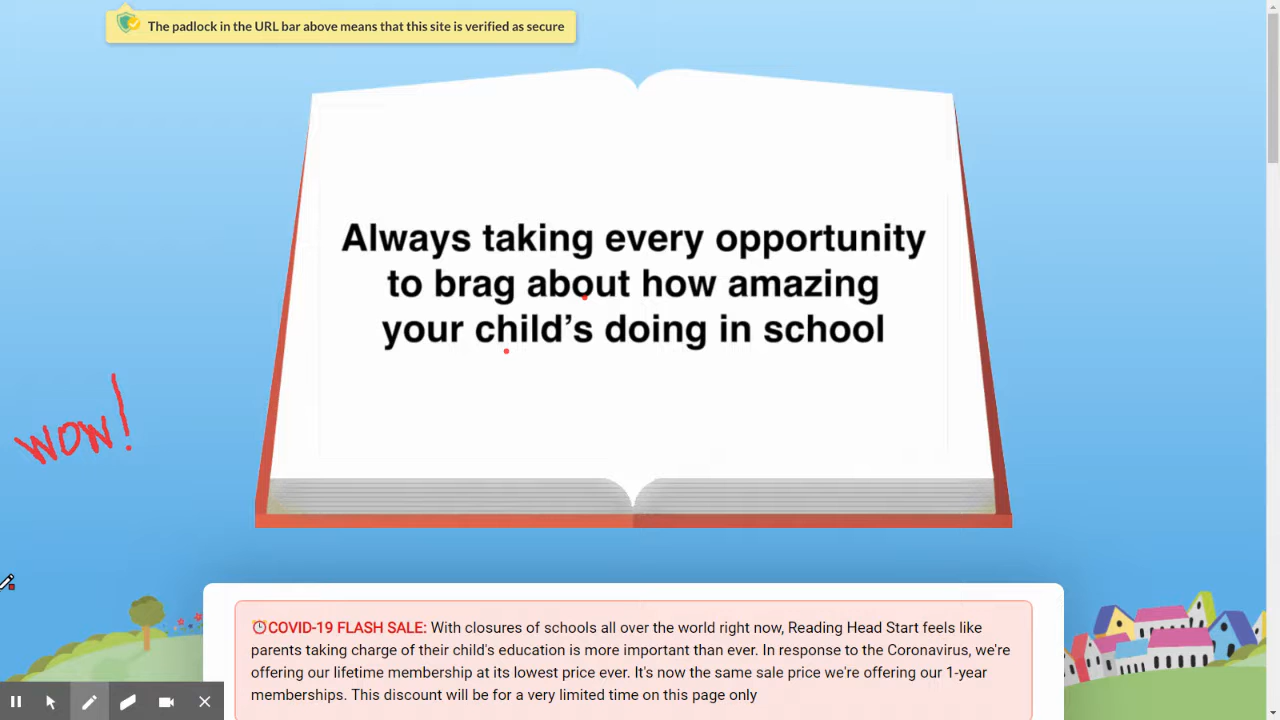 The padlock in the URL bar above means that this site is verified as secure
Always taking every opportunity
to brag about how amazing
your child’s doing in school
wow!
COVID-19 FLASH SALE: With closures of schools all over the world right now, Reading Head Start feels like
parents taking charge of their child's education is more important than ever. In response to the Coronavirus, we're
offering our lifetime membership at its lowest price ever. It's now the same sale price we're offering our 1-year
memberships. This discount will be for a very limited time on this page only